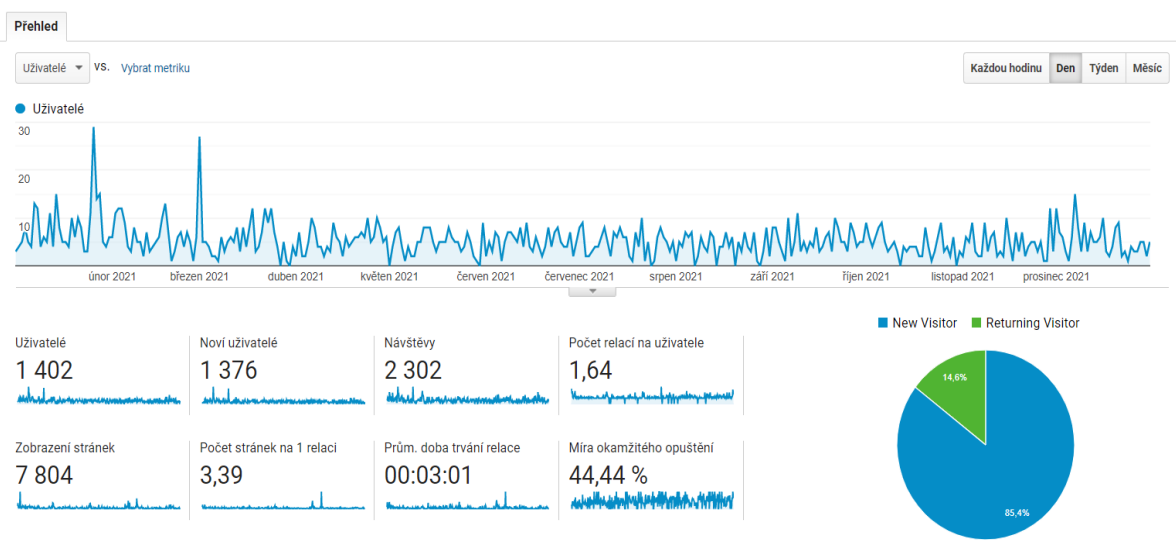 Přehled
Uživatelé vs. Vybrat metriku
Každou hodinu Den Týden Měsíc
Uživatelé
30
20
10
únor 2021 březen 2021 duben 2021 květen 2021 červen 2021 červenec 2021 srpen 2021 září 2021 říjen 2021 listopad 2021 prosinec 2021
New Visitor Returning Visitor
Uživatelé Noví uživatelé Návštěvy Počet relací na uživatele
1 402 1 376 2 302 1,64
14,6%
Zobrazení stránek Počet stránek na 1 relaci Prům. doba trvání relace Míra okamžitého opuštění
7 804 3,39 00:03:01 44,44 %
85,4%